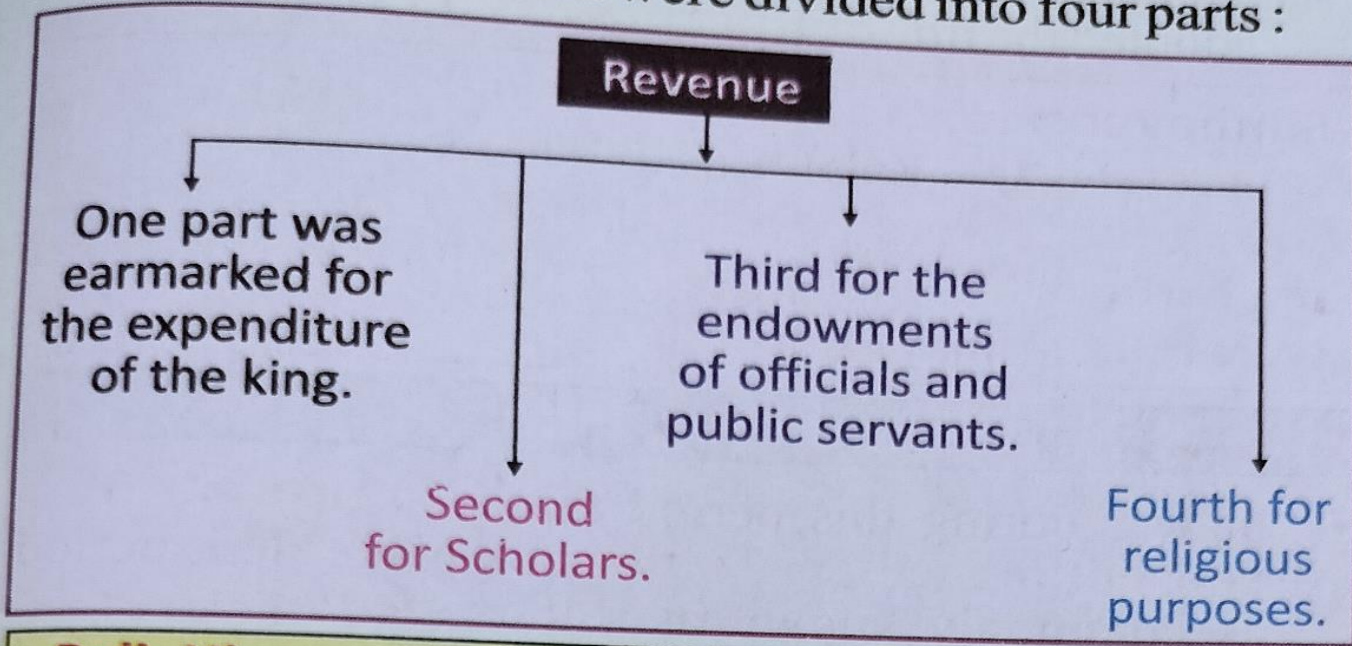 divided into four parts :
Revenue
One part was
earmarked for
the expenditure
of the king.
Second
for Scholars.
Third for the
endowments
of officials and
public servants.
Fourth for
religious
purposes.